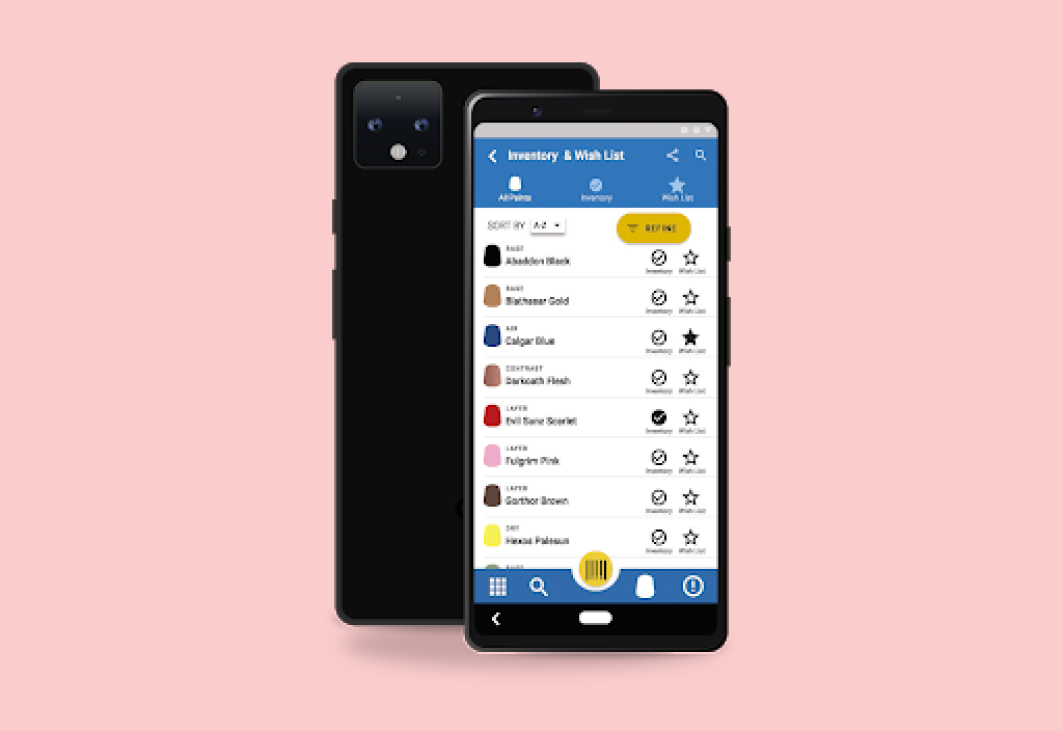 Inventory & Wish List
All Paints
Inventory
Wish List
SORT BY A-Z
REFINE
BASE
Abaddon Black
Inventory Wish List
BASE
Balthasar Gold
Inventory Wish List
AIR
Calgar Blue
Inventory Wish List
CONTRAST
Darkoath Flesh
Inventory Wish List
LAYER
Evil Sunz Scarlet
Inventory Wish List
LAYER
Fulgrim Pink
Inventory Wish List
LAYER
Gorthor Brown
Inventory Wish List
DRY
Hexos Palesun
Inventory Wish List
BASE